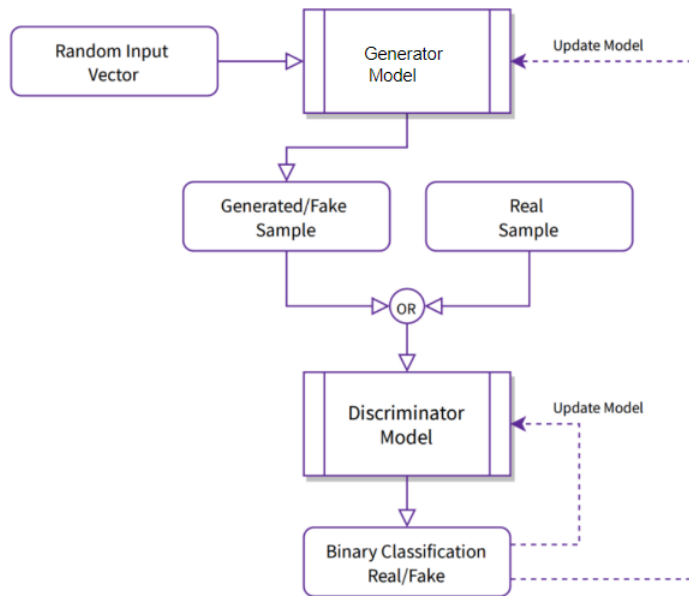 Random Input
Vector
Generator
Model
Update Model
Generated/Fake
Sample
Real
Sample
OR
Discriminator
Model
Update Model
Binary Classification
Real/Fake